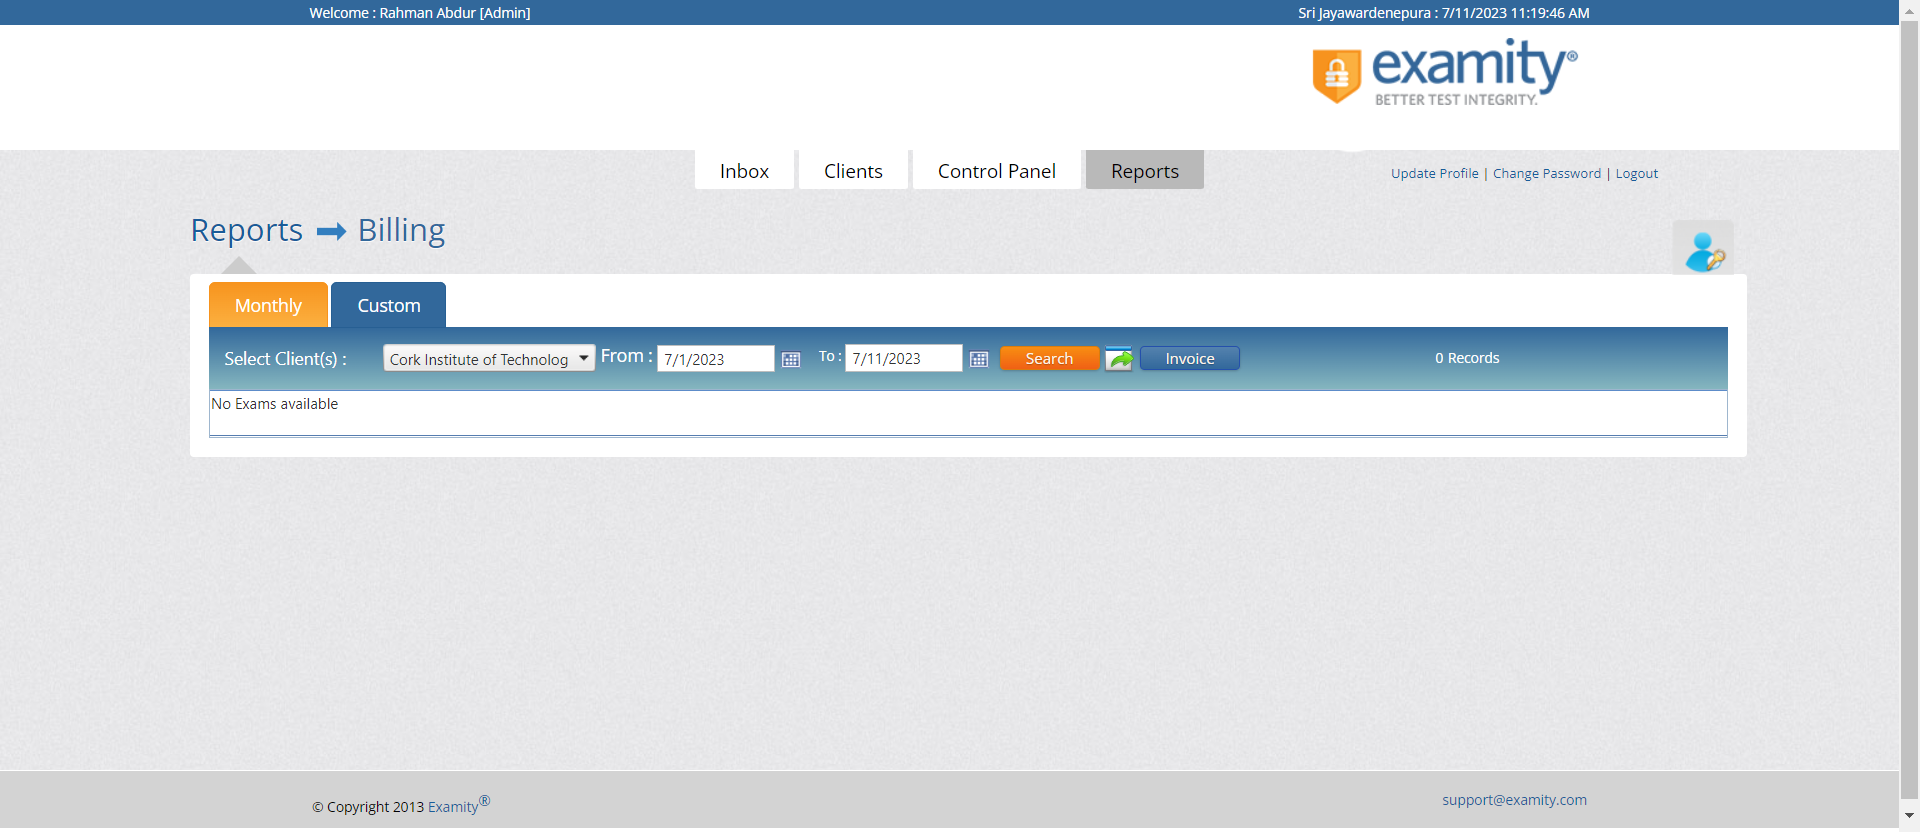 Welcome : Rahman Abdur [Admin]
Sri Jayawardenepura : 7/11/2023 11:19:46 AM
examity®
BETTER TEST INTEGRITY.
Inbox
Clients
Control Panel
Reports
Update Profile | Change Password | Logout
Reports Billing
Monthly
Custom
Select Client(s) :
Cork Institute of Technolog
From :
7/1/2023
To :
7/11/2023
Search
Invoice
0 Records
No Exams available
© Copyright 2013 Examity®
support@examity.com